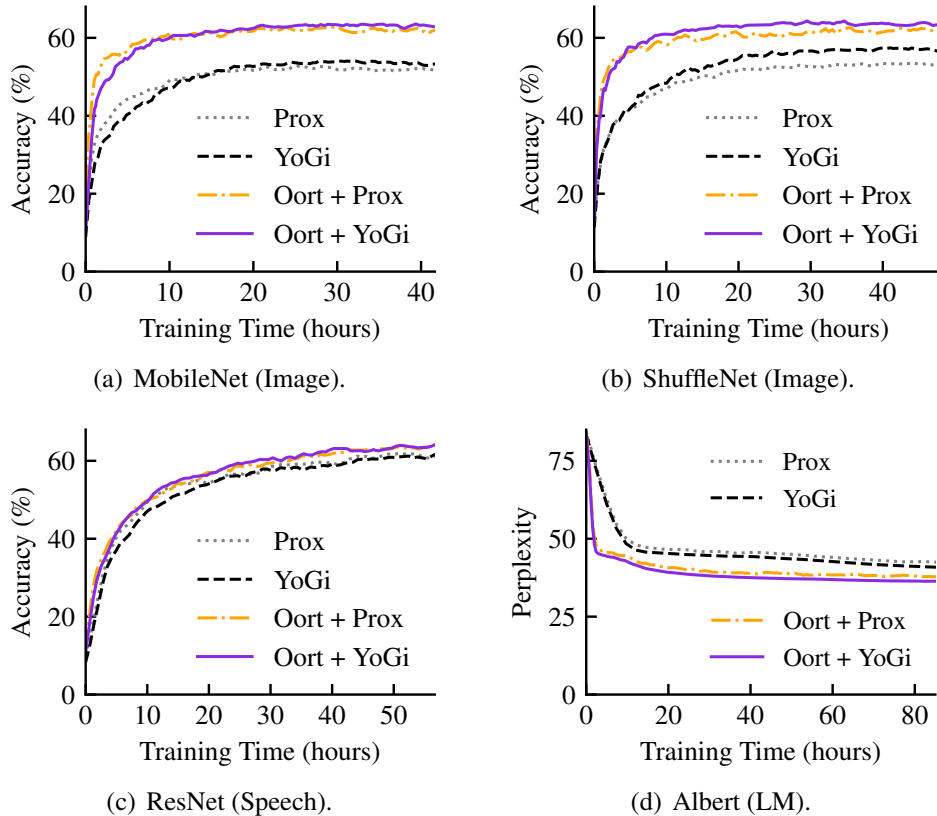 Accuracy (%)
60
40
20
0
Prox
YoGi
Oort + Prox
Oort + YoGi
0 10 20 30 40
Training Time (hours)
(a) MobileNet (Image).
Accuracy (%)
60
40
20
0
Prox
YoGi
Oort + Prox
Oort + YoGi
0 10 20 30 40
Training Time (hours)
(b) ShuffleNet (Image).
Accuracy (%)
60
40
20
0
Prox
YoGi
Oort + Prox
Oort + YoGi
0 10 20 30 40 50
Training Time (hours)
(c) ResNet (Speech).
Perplexity
75
50
25
0
Prox
YoGi
Oort + Prox
Oort + YoGi
0 20 40 60 80
Training Time (hours)
(d) Albert (LM).